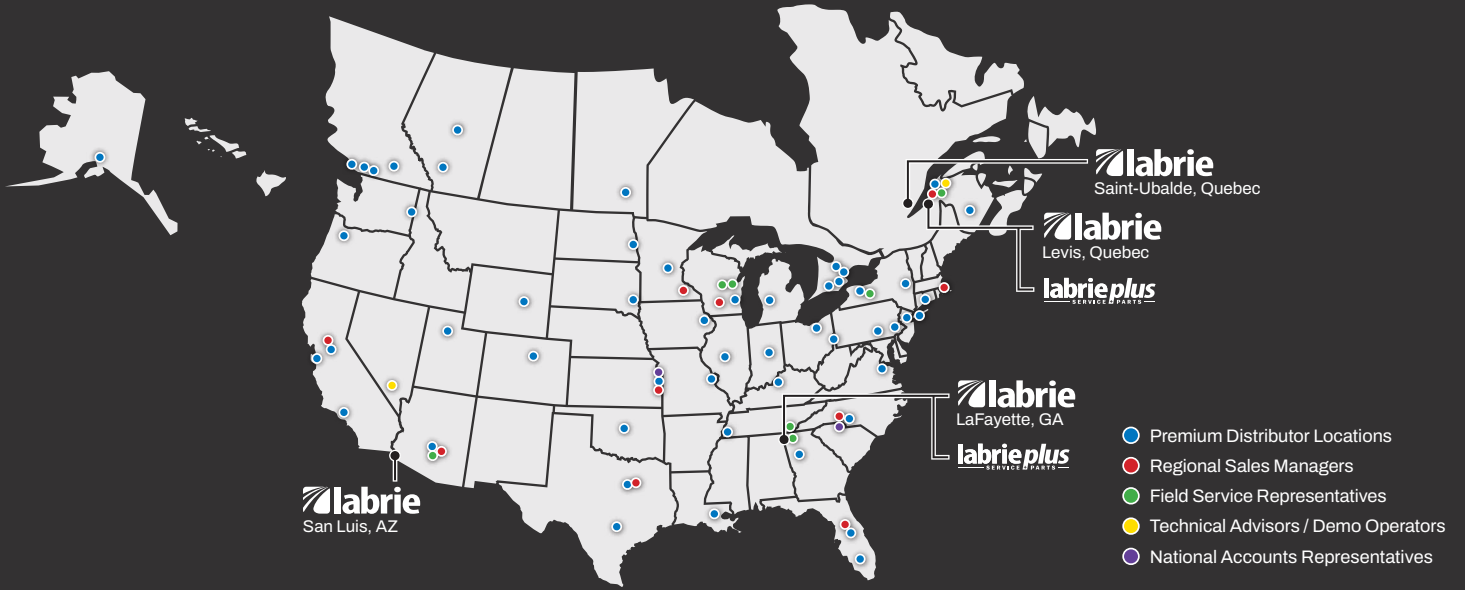 labrie
Saint-Ubalde, Quebec
labrie
Levis, Quebec
labrieplus
SERVICE & PARTS
labrie
LaFayette, GA
labrieplus
SERVICE & PARTS
labrie
San Luis, AZ
Premium Distributor Locations
Regional Sales Managers
Field Service Representatives
Technical Advisors / Demo Operators
National Accounts Representatives